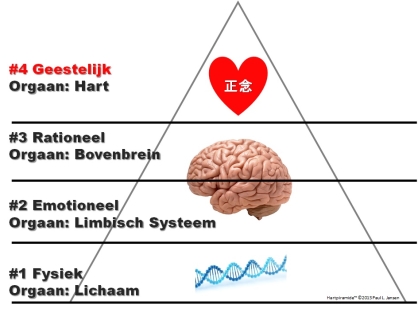 #4 Geestelijk
Orgaan: Hart
正念
#3 Rationeel
Orgaan: Bovenbrein
#2 Emotioneel
Orgaan: Limbisch Systeem
#1 Fysiek
Orgaan: Lichaam
Hartpiramide™ ©2013 Paul L. Jansen